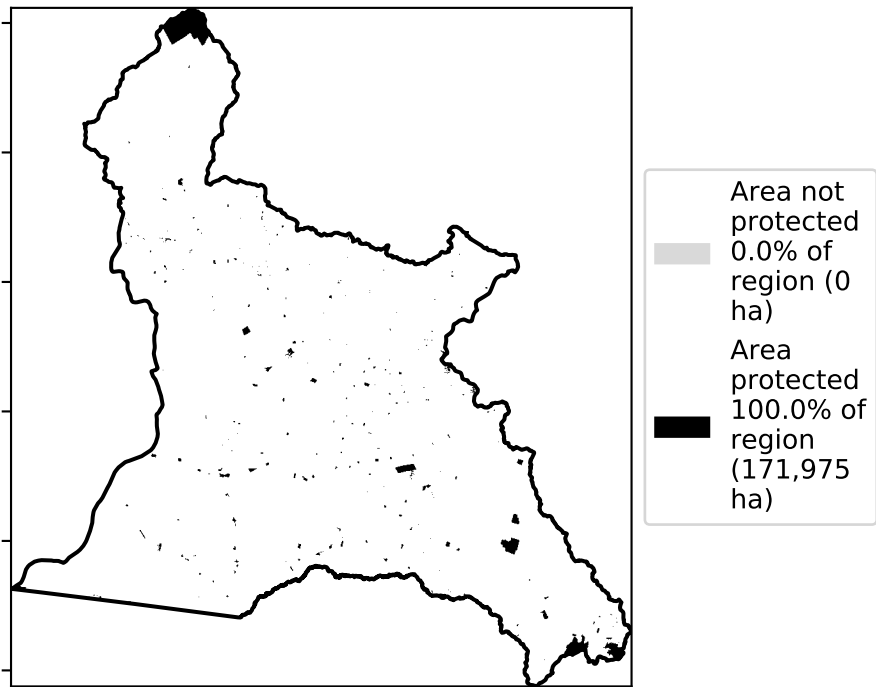 Area not
protected
0.0% of
region (0
ha)
Area
protected
100.0% of
region
(171,975
ha)